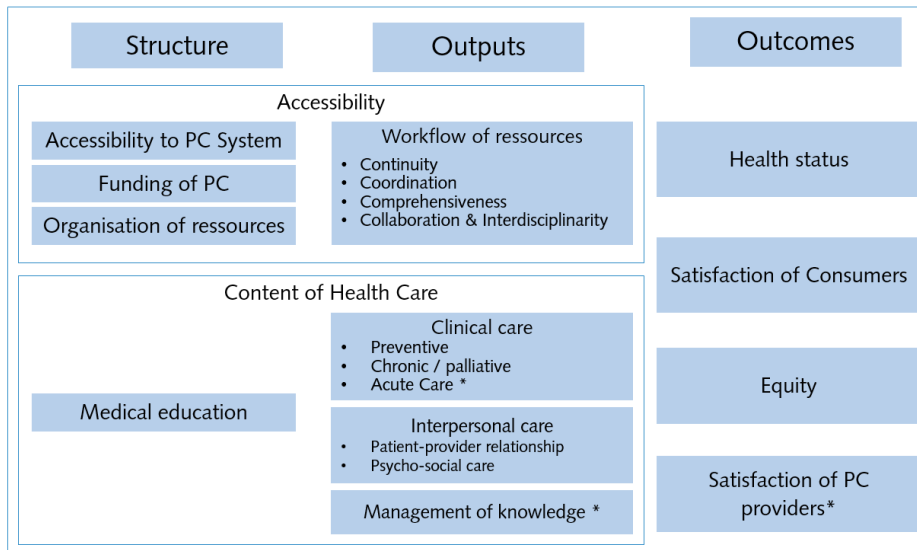 Structure
Outputs
Outcomes
Accessibility
Accessibility to PC System
Funding of PC
Organisation of ressources
Workflow of ressources
• Continuity
• Coordination
• Comprehensiveness
• Collaboration & Interdisciplinarity
Content of Health Care
Medical education
Clinical care
• Preventive
• Chronic / palliative
• Acute Care *
Interpersonal care
• Patient-provider relationship
• Psycho-social care
Management of knowledge *
Health status
Satisfaction of Consumers
Equity
Satisfaction of PC
providers*